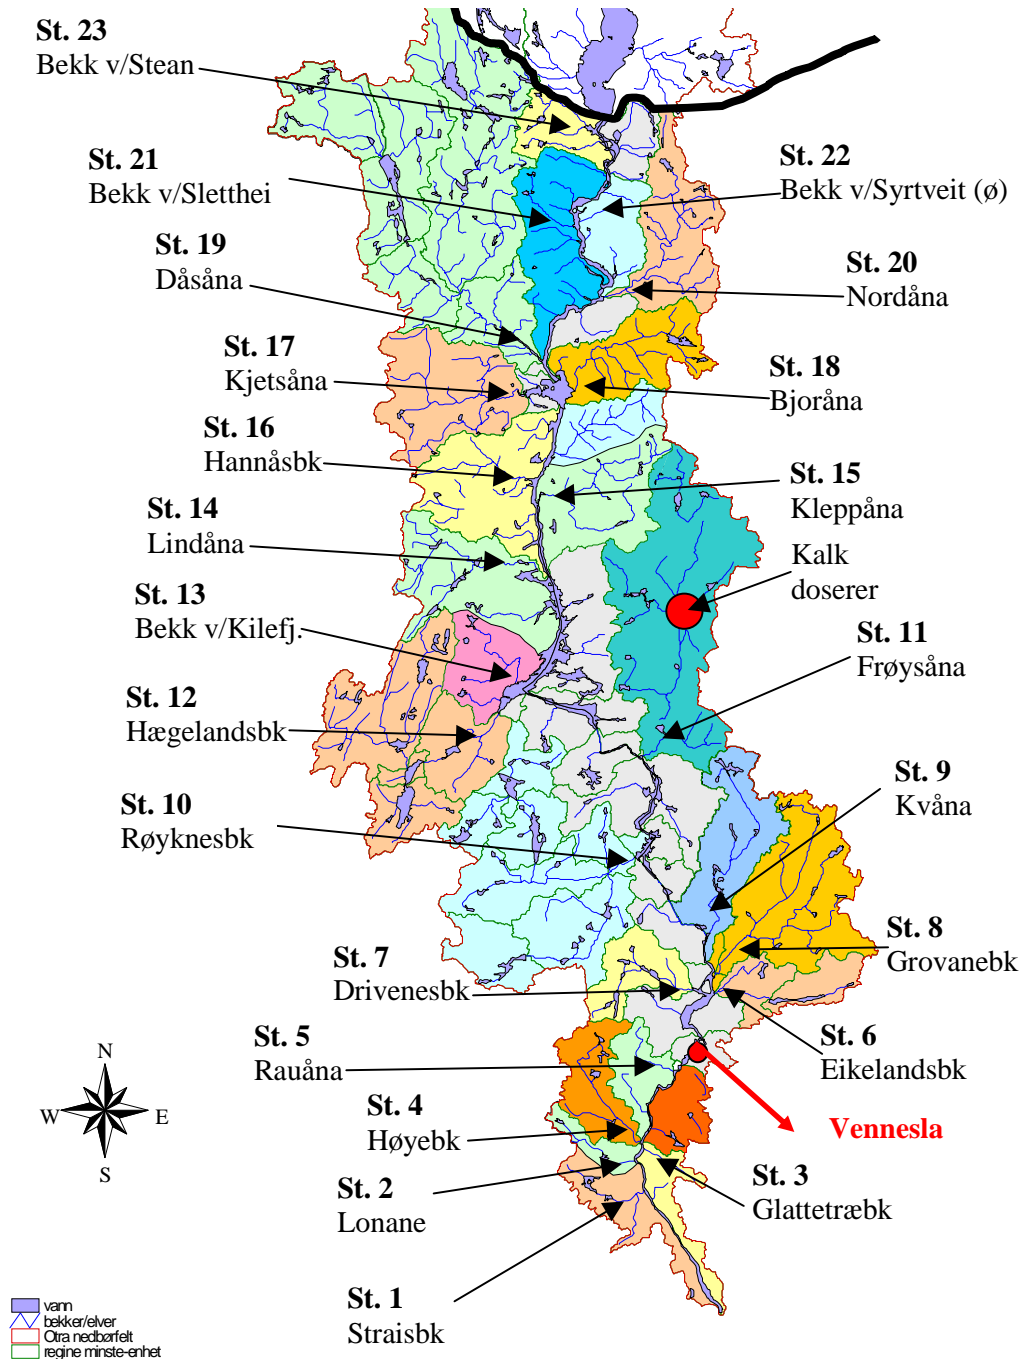 St. 23
Bekk v/Stean
St. 21
Bekk v/Sletthei
St. 22
Bekk v/Syrtveit (ø)
St. 19
Dåsåna
St. 20
Nordåna
St. 17
Kjetsåna
St. 18
Bjoråna
St. 16
Hannåsbk
St. 15
Kleppåna
St. 14
Lindåna
Kalk
doserer
St. 13
Bekk v/Kilefj.
St. 11
Frøysåna
St. 12
Hægelandsbk
St. 9
Kvåna
St. 10
Røyknesbk
St. 8
Grovanebk
St. 7
Drivenesbk
St. 6
Eikelandsbk
St. 5
Rauåna
St. 4
Høyebk
Vennesla
St. 3
Glattetræbk
St. 2
Lonane
St. 1
Straisbk
N
W E
S
vann
bekker/elver
Otra nedbørfelt
regine minste-enhet